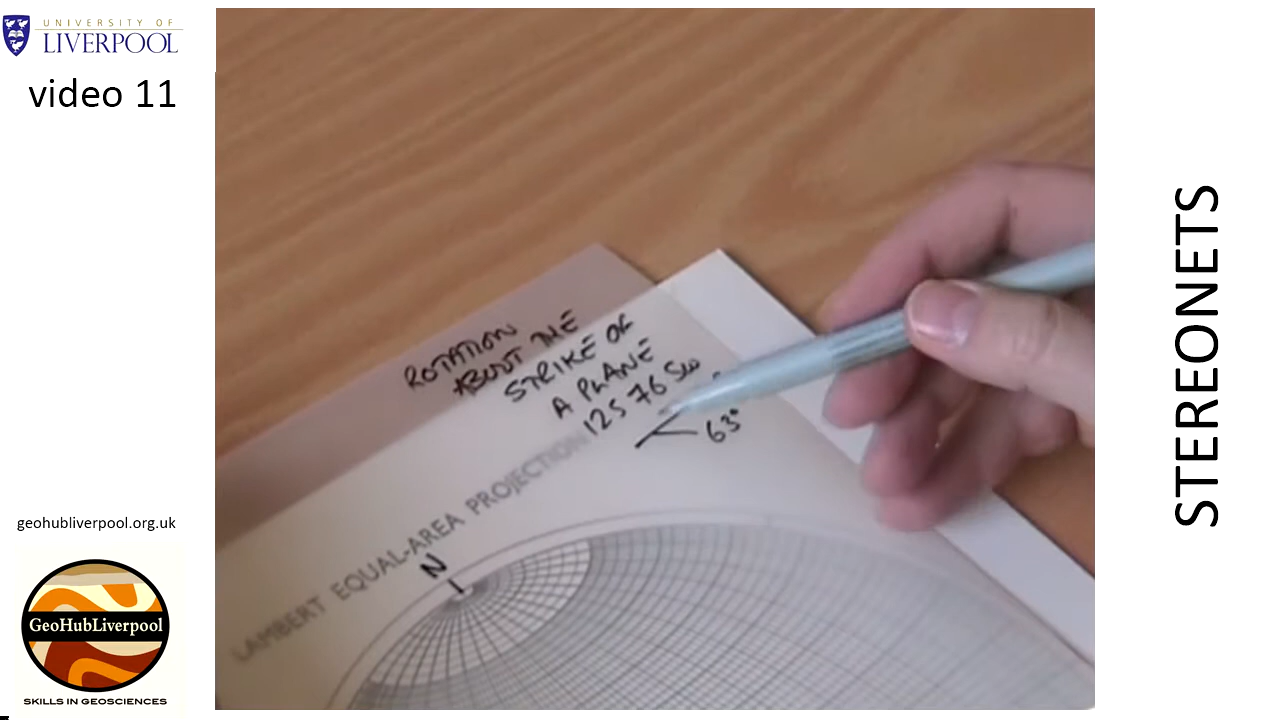 UNIVERSITY OF
LIVERPOOL
video 11
ROTATION
ABOUT THE
STRIKE OF
A PLANE
125 76 SW
63°
LAMBERT EQUAL-AREA PROJECTION
N
STEREONETS
geohubliverpool.org.uk
GeoHubLiverpool
SKILLS IN GEOSCIENCES